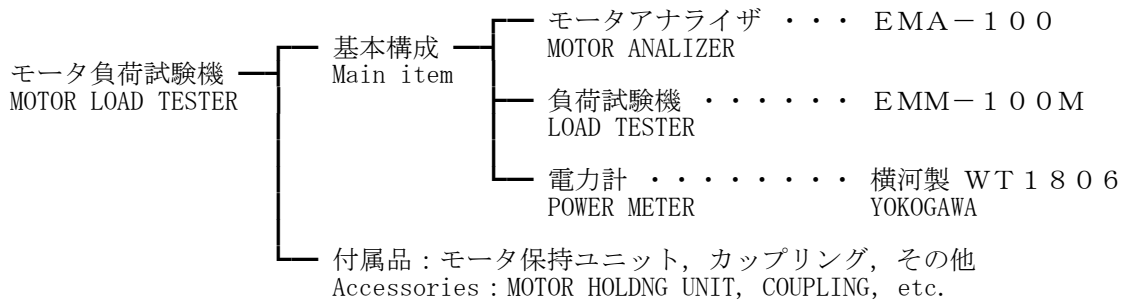 モータアナライザ ・・・ ＥＭＡ－１００
MOTOR ANALIZER
基本構成
Main item
モータ負荷試験機
MOTOR LOAD TESTER
負荷試験機 ・・・・・・ ＥＭＭ－１００Ｍ
LOAD TESTER
電力計 ・・・・・・・・ 横河製 ＷＴ１８０６
POWER METER YOKOGAWA
付属品：モータ保持ユニット, カップリング, その他
Accessories：MOTOR HOLDNG UNIT, COUPLING, etc.